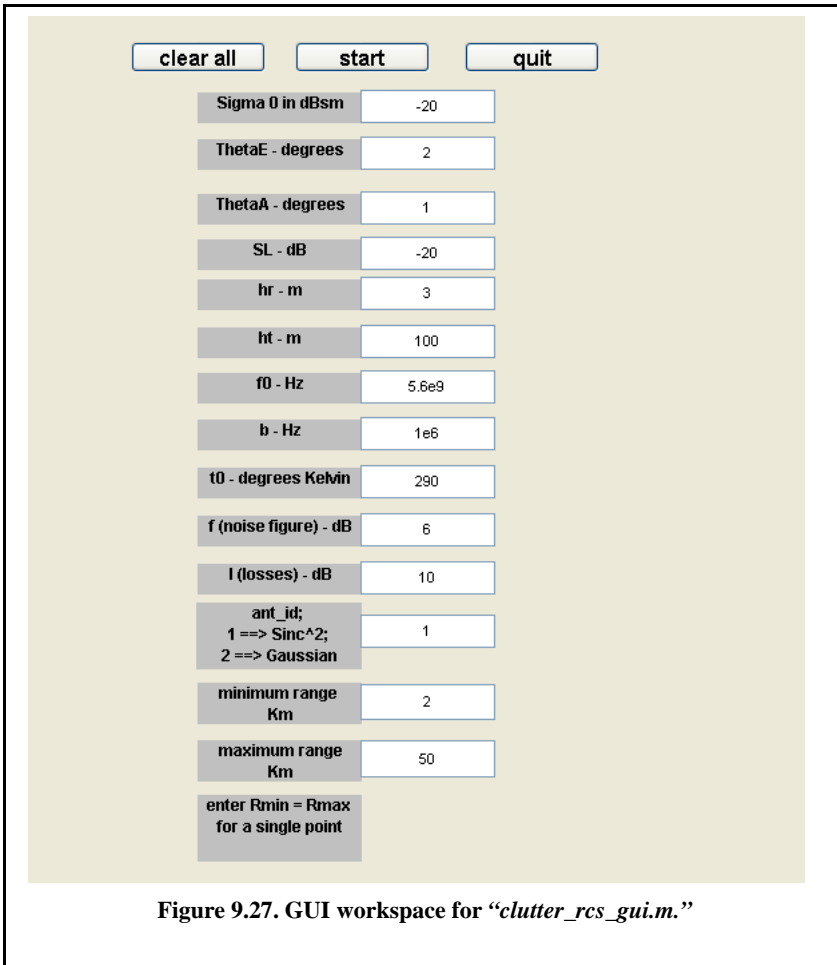 clear all start quit
Sigma 0 in dBsm -20
ThetaE - degrees 2
ThetaA - degrees 1
SL - dB -20
hr - m 3
ht - m 100
f0 - Hz 5.6e9
b - Hz 1e6
t0 - degrees Kelvin 290
f (noise figure) - dB 6
l (losses) - dB 10
ant_id;
1 ==> Sinc^2; 1
2 ==> Gaussian
minimum range
Km 2
maximum range
Km 50
enter Rmin = Rmax
for a single point
Figure 9.27. GUI workspace for “clutter_rcs_gui.m.”